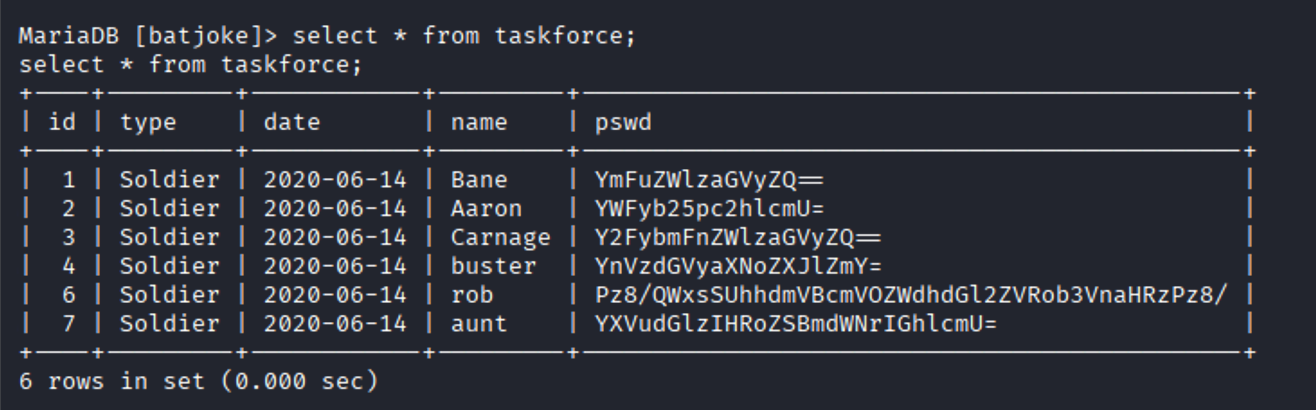 MariaDB [batjoke]> select * from taskforce;
select * from taskforce;
| id | type | date | name | pswd |
| 1 | Soldier | 2020-06-14 | Bane | YmFuZWlzaGVyZQ== |
| 2 | Soldier | 2020-06-14 | Aaron | YWFyb25pc2hlcmU= |
| 3 | Soldier | 2020-06-14 | Carnage | Y2FybmFnZWlzaGVyZQ== |
| 4 | Soldier | 2020-06-14 | buster | YnVzdGVyaXNoZXJlZmY= |
| 6 | Soldier | 2020-06-14 | rob | Pz8/QWxsSUhhdmVBcmVOZWdhdGl2ZVRob3VnaHRzPz8/ |
| 7 | Soldier | 2020-06-14 | aunt | YXVudGlzIHRoZSBmdWNrIGhlcmU= |
6 rows in set (0.000 sec)